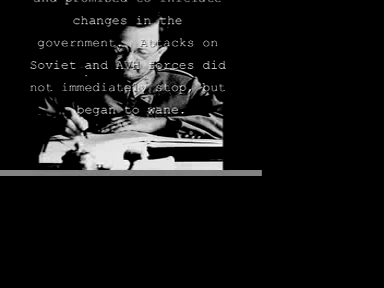 and promised to initiate
changes in the
government. Attacks on
Soviet and AVH forces did
not immediately stop, but
began to wane.